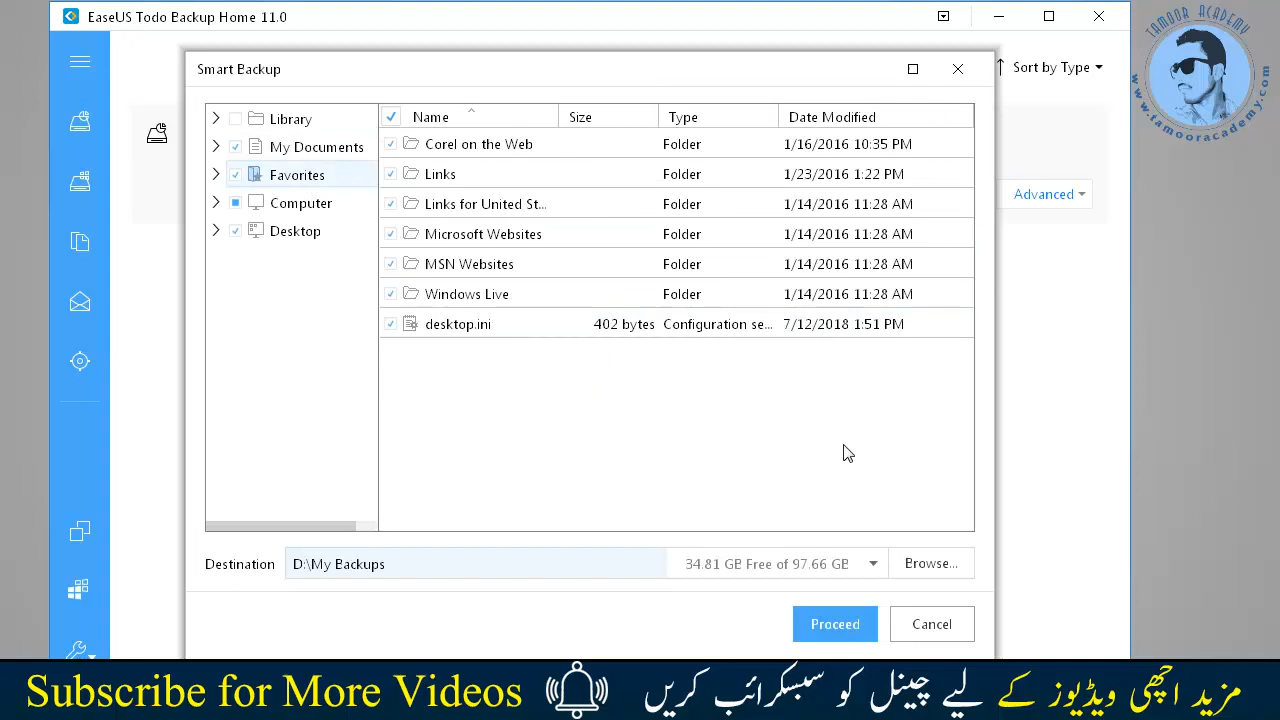 EaseUS Todo Backup Home 11.0
TAMOOR ACADEMY
www.tamooracademy.com
Sort by Type
Smart Backup
Library
My Documents
Favorites
Computer
Desktop
Name Size Type Date Modified
Corel on the Web Folder 1/16/2016 10:35 PM
Links Folder 1/23/2016 1:22 PM
Links for United St... Folder 1/14/2016 11:28 AM
Microsoft Websites Folder 1/14/2016 11:28 AM
MSN Websites Folder 1/14/2016 11:28 AM
Windows Live Folder 1/14/2016 11:28 AM
desktop.ini 402 bytes Configuration se... 7/12/2018 1:51 PM
Advanced
Destination D:\My Backups 34.81 GB Free of 97.66 GB Browse...
Proceed Cancel
Subscribe for More Videos
مزید اچھی ویڈیوز کے لیے چینل کو سبسکرائب کریں